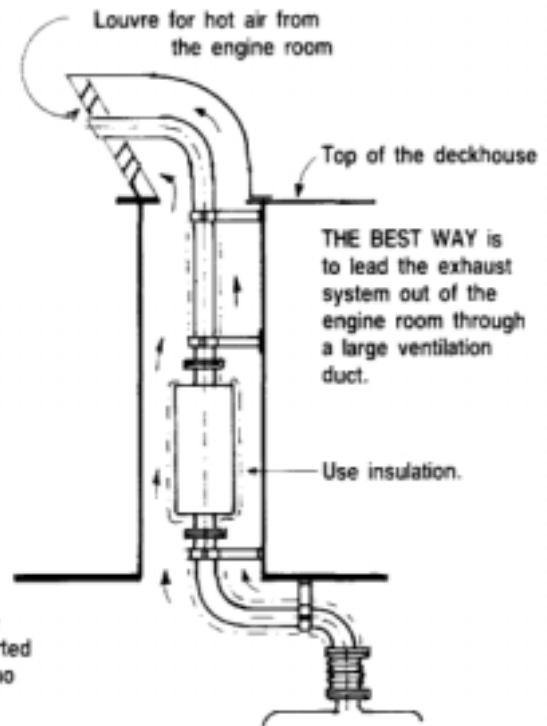 Louvre for hot air from
the engine room
Top of the deckhouse
THE BEST WAY is
to lead the exhaust
system out of the
engine room through
a large ventilation
duct.
Use insulation.